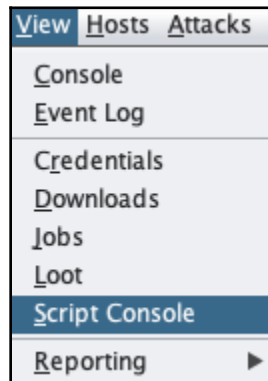 View Hosts Attacks
Console
Event Log
Credentials
Downloads
Jobs
Loot
Script Console
Reporting